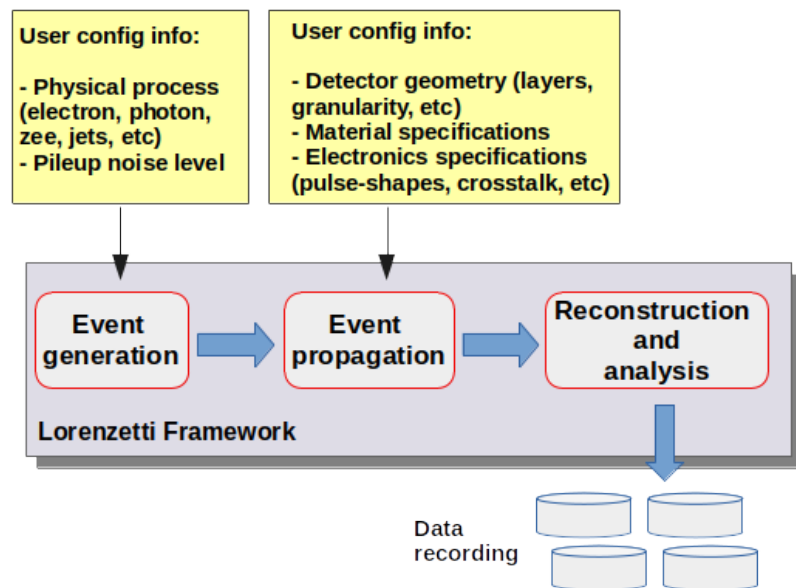 User config info:
- Physical process
(electron, photon,
zee, jets, etc)
- Pileup noise level
User config info:
- Detector geometry (layers,
granularity, etc)
- Material specifications
- Electronics specifications
(pulse-shapes, crosstalk, etc)
Event
generation
Event
propagation
Reconstruction
and
analysis
Lorenzetti Framework
Data
recording